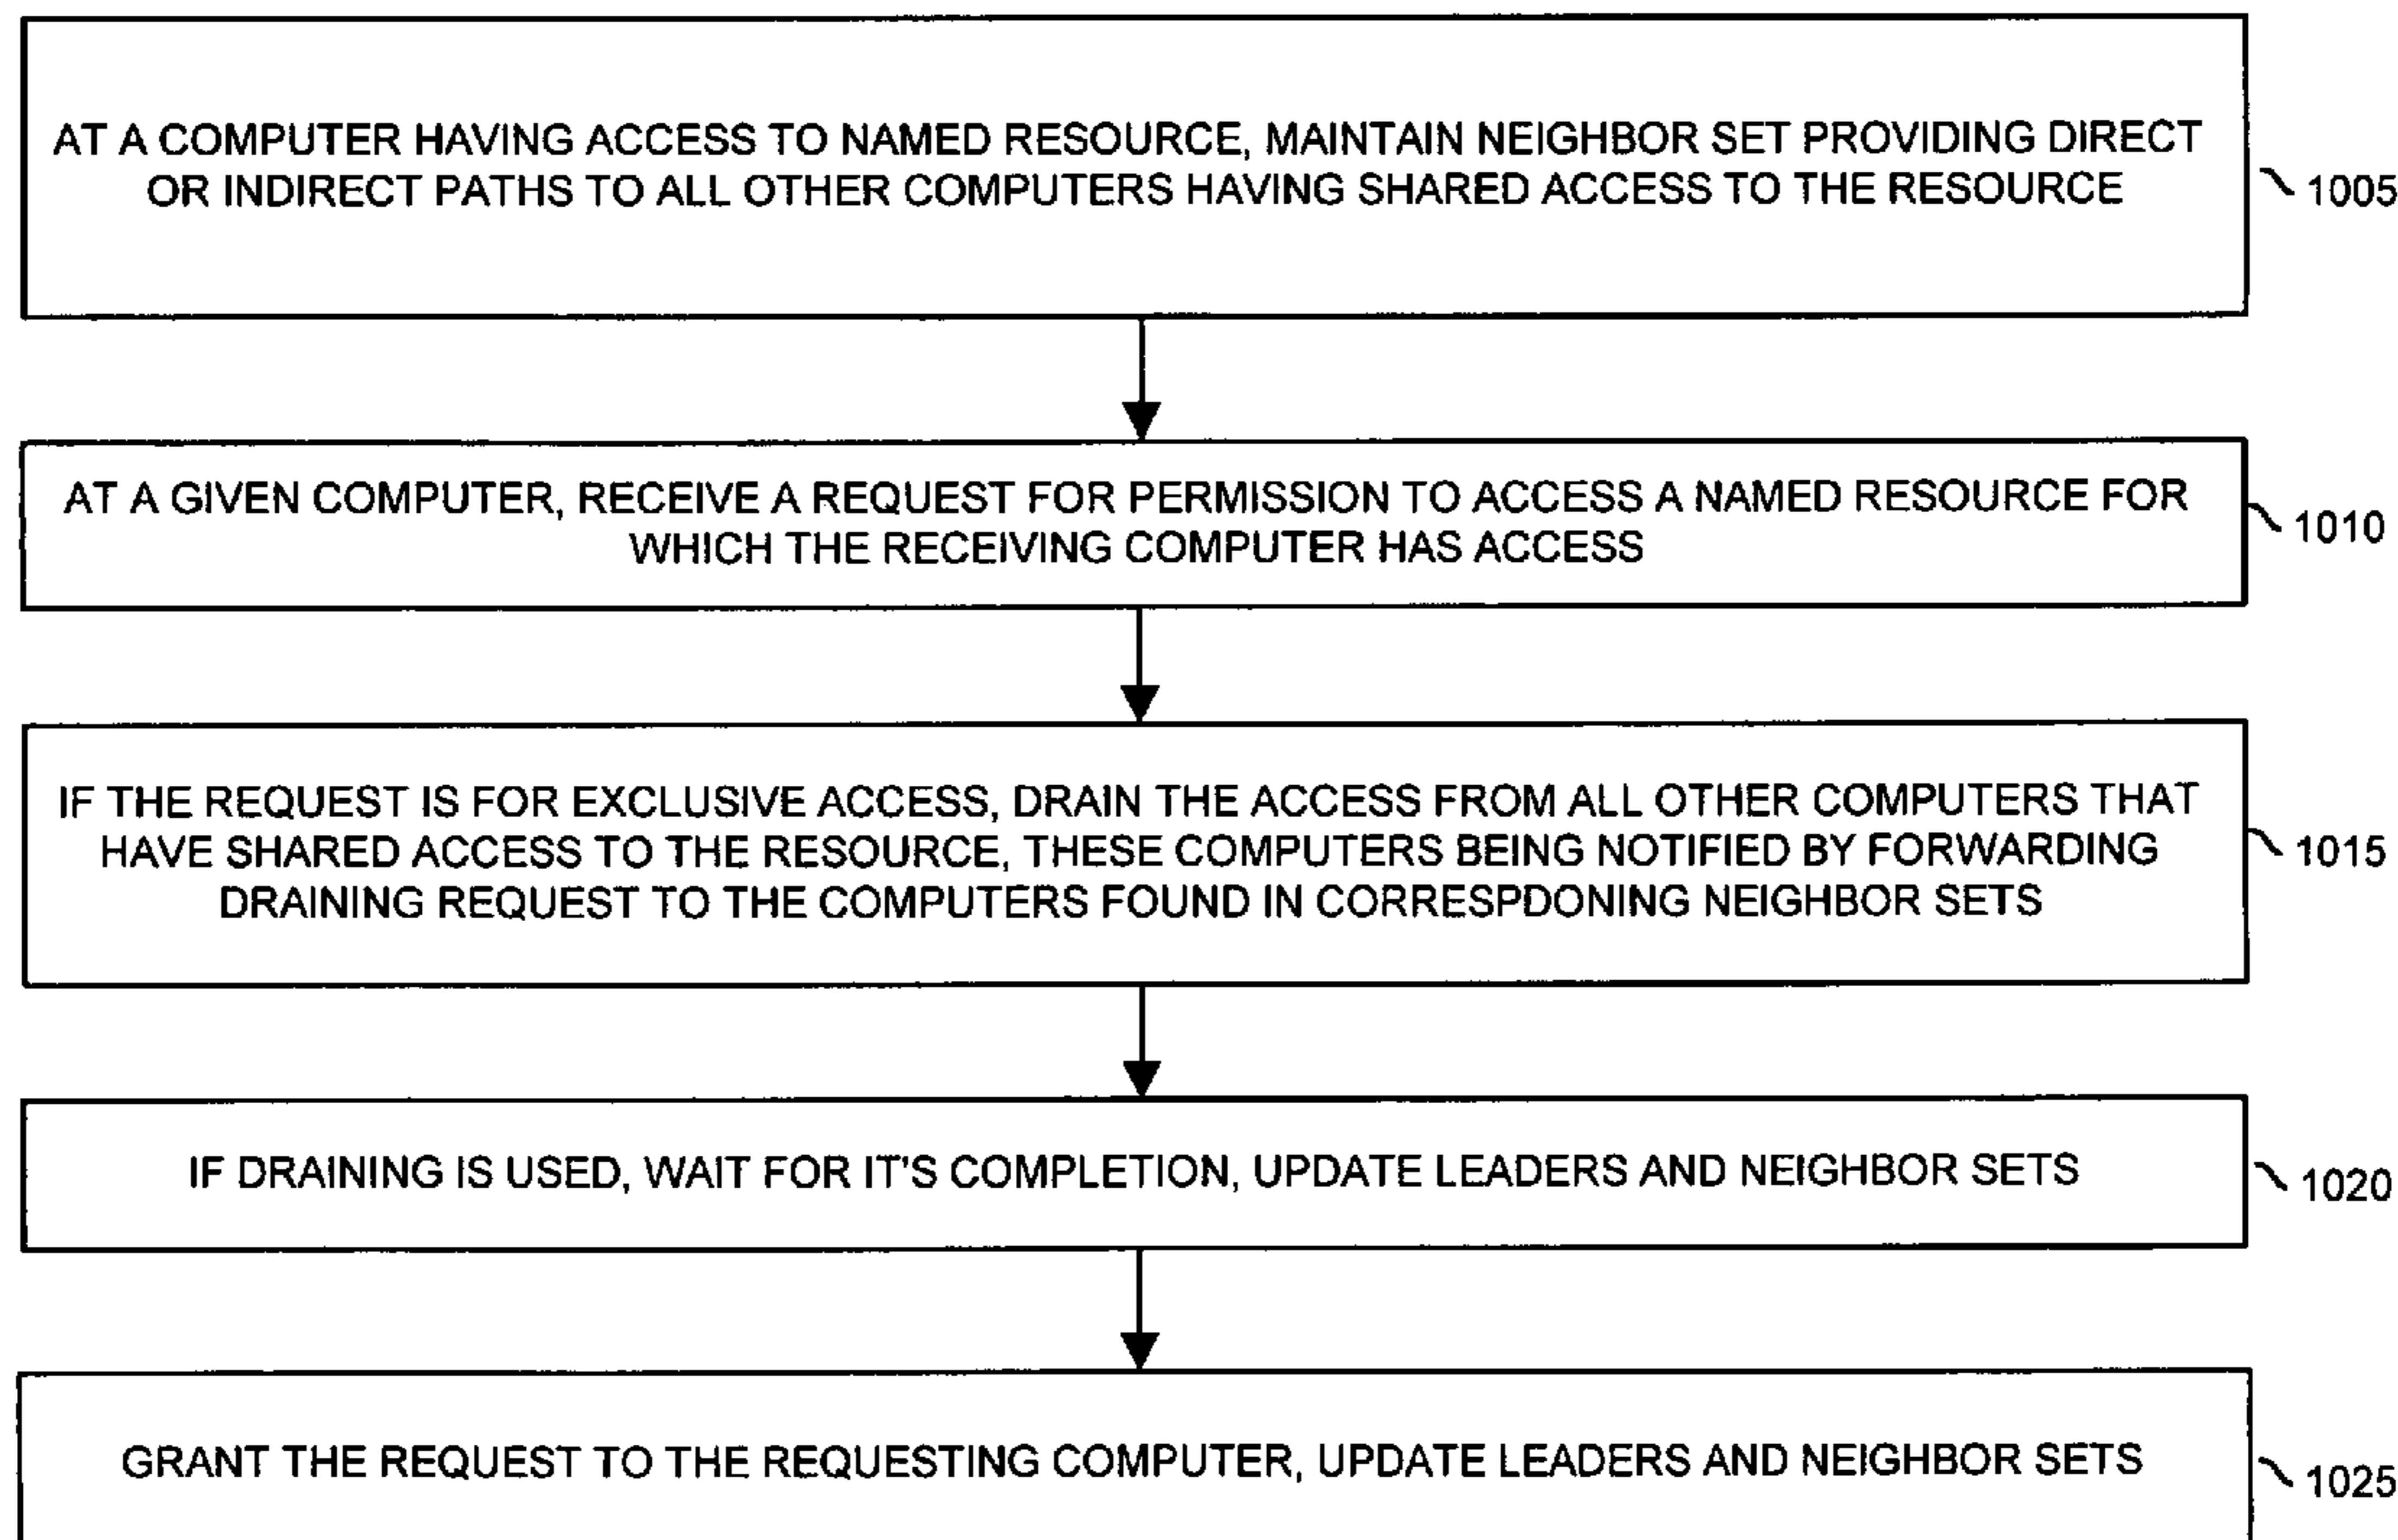 AT A COMPUTER HAVING ACCESS TO NAMED RESOURCE, MAINTAIN NEIGHBOR SET PROVIDING DIRECT
OR INDIRECT PATHS TO ALL OTHER COMPUTERS HAVING SHARED ACCESS TO THE RESOURCE
1005
AT A GIVEN COMPUTER, RECEIVE A REQUEST FOR PERMISSION TO ACCESS A NAMED RESOURCE FOR
WHICH THE RECEIVING COMPUTER HAS ACCESS
1010
IF THE REQUEST IS FOR EXCLUSIVE ACCESS, DRAIN THE ACCESS FROM ALL OTHER COMPUTERS THAT
HAVE SHARED ACCESS TO THE RESOURCE, THESE COMPUTERS BEING NOTIFIED BY FORWARDING
DRAINING REQUEST TO THE COMPUTERS FOUND IN CORRESPDONING NEIGHBOR SETS
1015
IF DRAINING IS USED, WAIT FOR IT'S COMPLETION, UPDATE LEADERS AND NEIGHBOR SETS
1020
GRANT THE REQUEST TO THE REQUESTING COMPUTER, UPDATE LEADERS AND NEIGHBOR SETS
1025